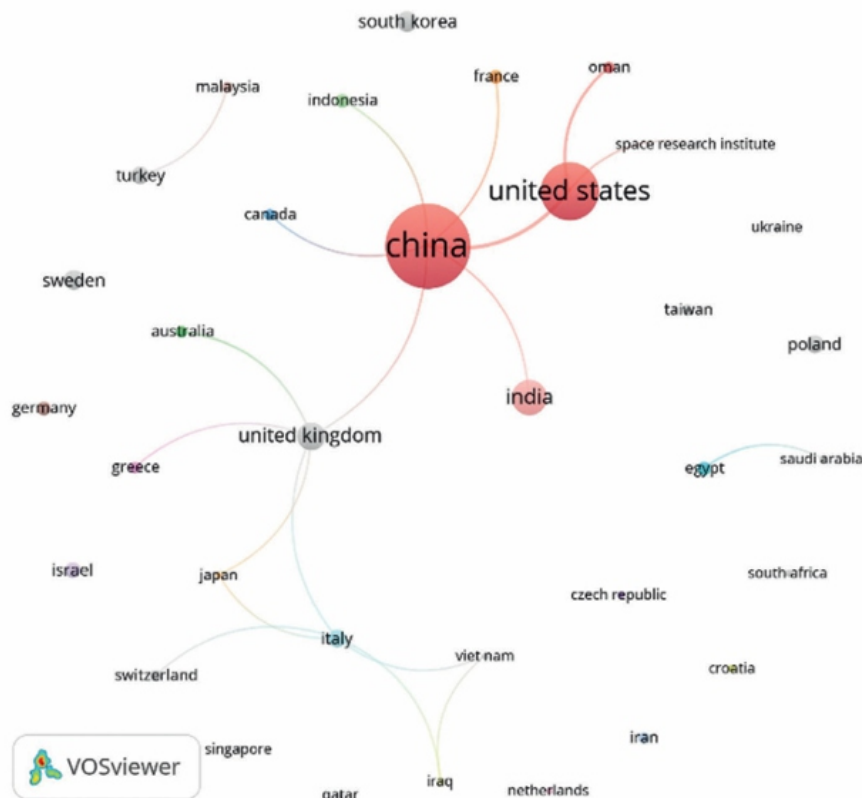 south korea
france
oman
malaysia
indonesia
space research institute
turkey
united states
canada
ukraine
china
sweden
taiwan
australia
poland
india
germany
united kingdom
greece
egypt
saudi arabia
israel
japan
south africa
czech republic
italy
viet nam
croatia
switzerland
iran
singapore
VOSviewer
iraq
netherlands
qatar